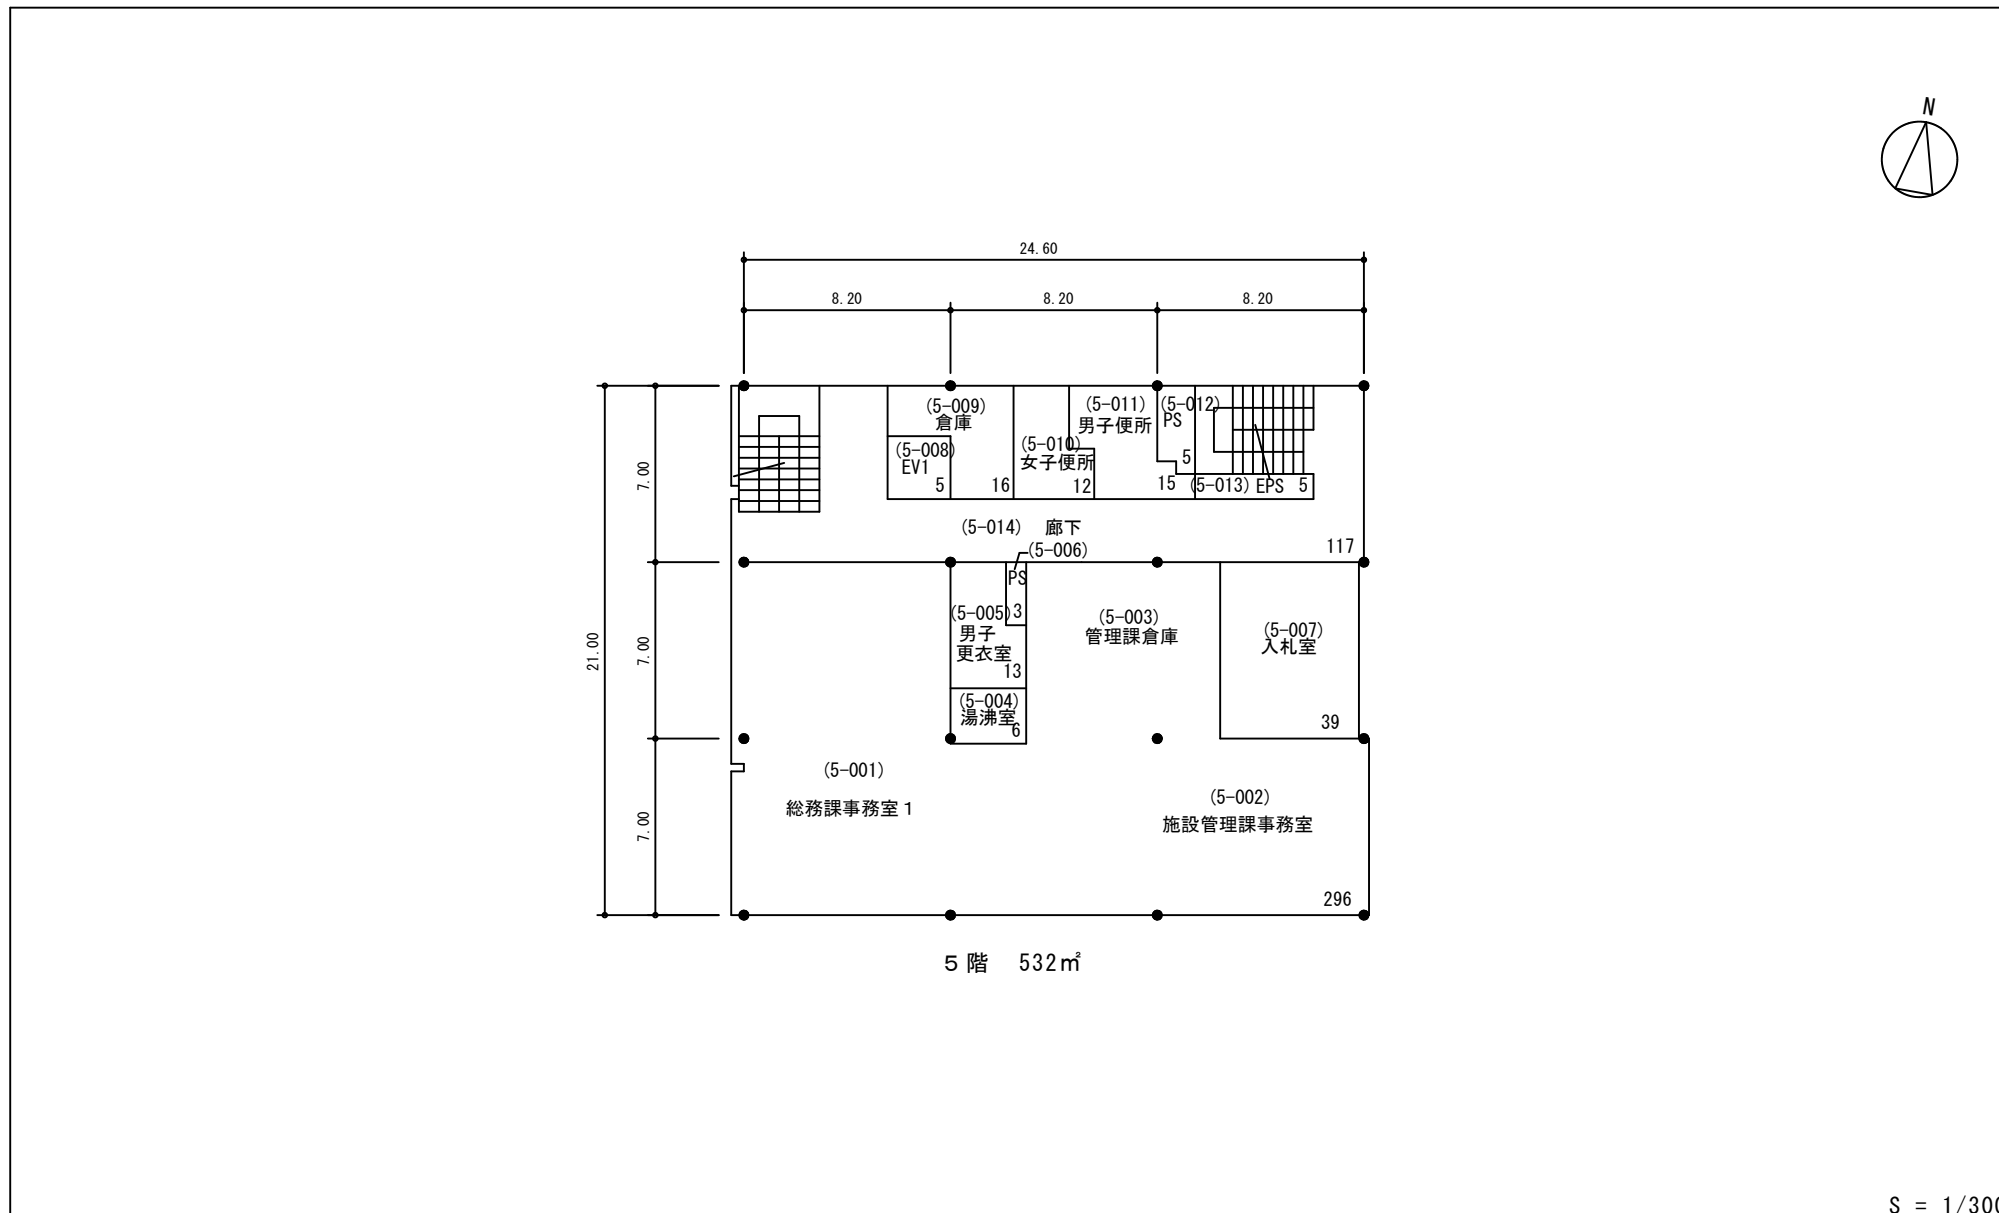 N
24.60
8.20
8.20
8.20
21.00
7.00
7.00
7.00
(5-009)
倉庫
16
(5-008)
EV1
5
(5-010)
女子便所
12
(5-011)
男子便所
15
(5-012)
PS
5
(5-013) EPS 5
(5-014) 廊下
117
(5-006)
PS
3
(5-005)
男子
更衣室
13
(5-004)
湯沸室
6
(5-003)
管理課倉庫
(5-007)
入札室
39
(5-001)
総務課事務室1
(5-002)
施設管理課事務室
296
5階 532㎡
S = 1/300